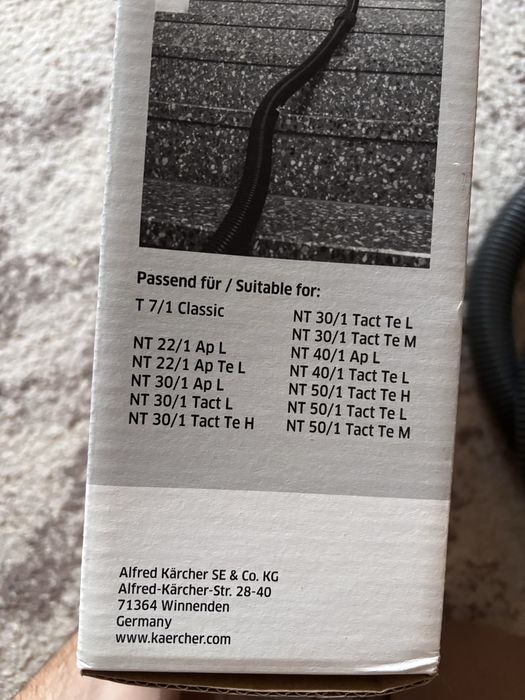 Passend für / Suitable for:
T 7/1 Classic
NT 22/1 Ap L
NT 22/1 Ap Te L
NT 30/1 Ap L
NT 30/1 Tact L
NT 30/1 Tact Te H
NT 30/1 Tact Te L
NT 30/1 Tact Te M
NT 40/1 Ap L
NT 40/1 Tact Te L
NT 50/1 Tact Te H
NT 50/1 Tact Te L
NT 50/1 Tact Te M
Alfred Kärcher SE & Co. KG
Alfred-Kärcher-Str. 28-40
71364 Winnenden
Germany
www.kaercher.com